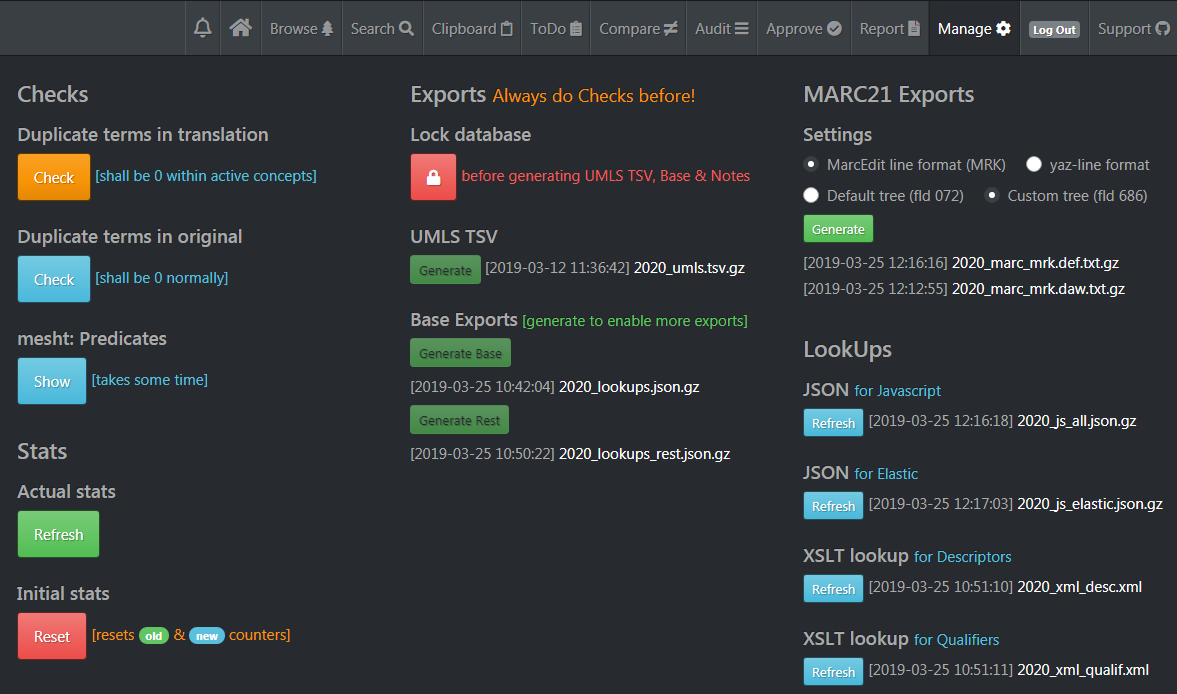 Browse Search Clipboard ToDo Compare Audit Approve Report Manage Log Out Support
Checks
Duplicate terms in translation
Check [shall be 0 within active concepts]
Duplicate terms in original
Check [shall be 0 normally]
mesht: Predicates
Show [takes some time]
Stats
Actual stats
Refresh
Initial stats
Reset [resets old & new counters]
Exports Always do Checks before!
Lock database
before generating UMLS TSV, Base & Notes
UMLS TSV
Generate [2019-03-12 11:36:42] 2020_umls.tsv.gz
Base Exports [generate to enable more exports]
Generate Base
[2019-03-25 10:42:04] 2020_lookups.json.gz
Generate Rest
[2019-03-25 10:50:22] 2020_lookups_rest.json.gz
MARC21 Exports
Settings
MarcEdit line format (MRK) yaz-line format
Default tree (fld 072) Custom tree (fld 686)
Generate
[2019-03-25 12:16:16] 2020_marc_mrk.def.txt.gz
[2019-03-25 12:12:55] 2020_marc_mrk.daw.txt.gz
LookUps
JSON for Javascript
Refresh [2019-03-25 12:16:18] 2020_js_all.json.gz
JSON for Elastic
Refresh [2019-03-25 12:17:03] 2020_js_elastic.json.gz
XSLT lookup for Descriptors
Refresh [2019-03-25 10:51:10] 2020_xml_desc.xml
XSLT lookup for Qualifiers
Refresh [2019-03-25 10:51:11] 2020_xml_qualif.xml